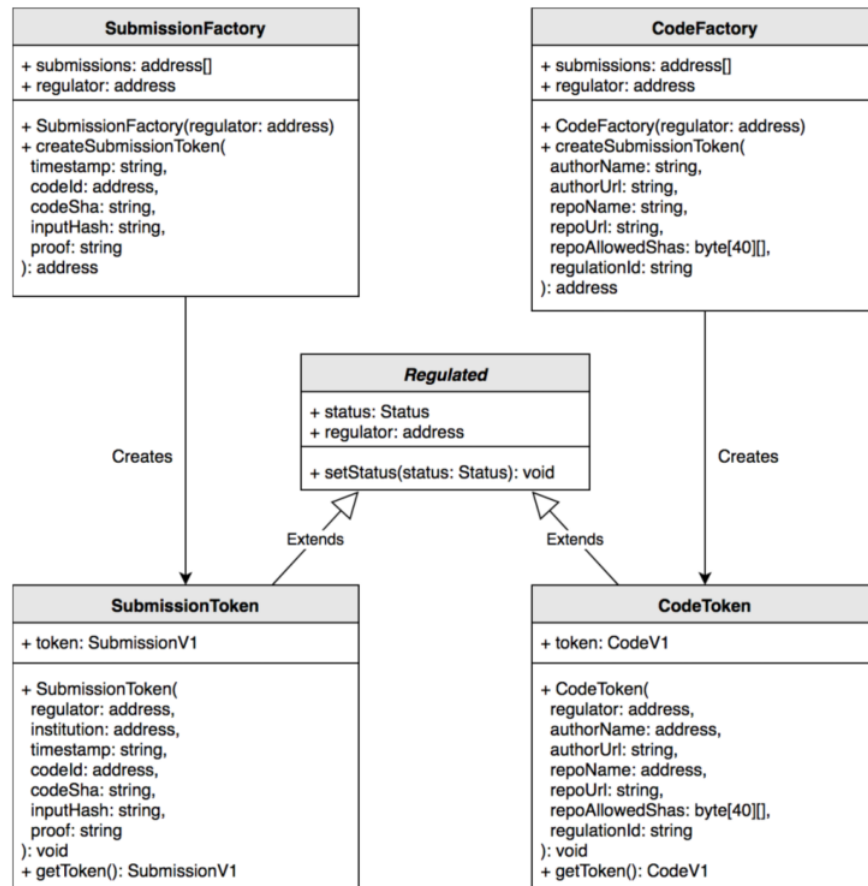 SubmissionFactory
+ submissions: address[]
+ regulator: address
+ SubmissionFactory(regulator: address)
+ createSubmissionToken(
timestamp: string,
codeId: address,
codeSha: string,
inputHash: string,
proof: string
): address
CodeFactory
+ submissions: address[]
+ regulator: address
+ CodeFactory(regulator: address)
+ createSubmissionToken(
authorName: string,
authorUrl: string,
repoName: string,
repoUrl: string,
repoAllowedShas: byte[40][],
regulationId: string
): address
Regulated
+ status: Status
+ regulator: address
+ setStatus(status: Status): void
Creates
Creates
Extends
Extends
SubmissionToken
+ token: SubmissionV1
+ SubmissionToken(
regulator: address,
institution: address,
timestamp: string,
codeId: address,
codeSha: string,
inputHash: string,
proof: string
): void
+ getToken(): SubmissionV1
CodeToken
+ token: CodeV1
+ CodeToken(
regulator: address,
authorName: address,
authorUrl: string,
repoName: address,
repoUrl: string,
repoAllowedShas: byte[40][],
regulationId: string
): void
+ getToken(): CodeV1